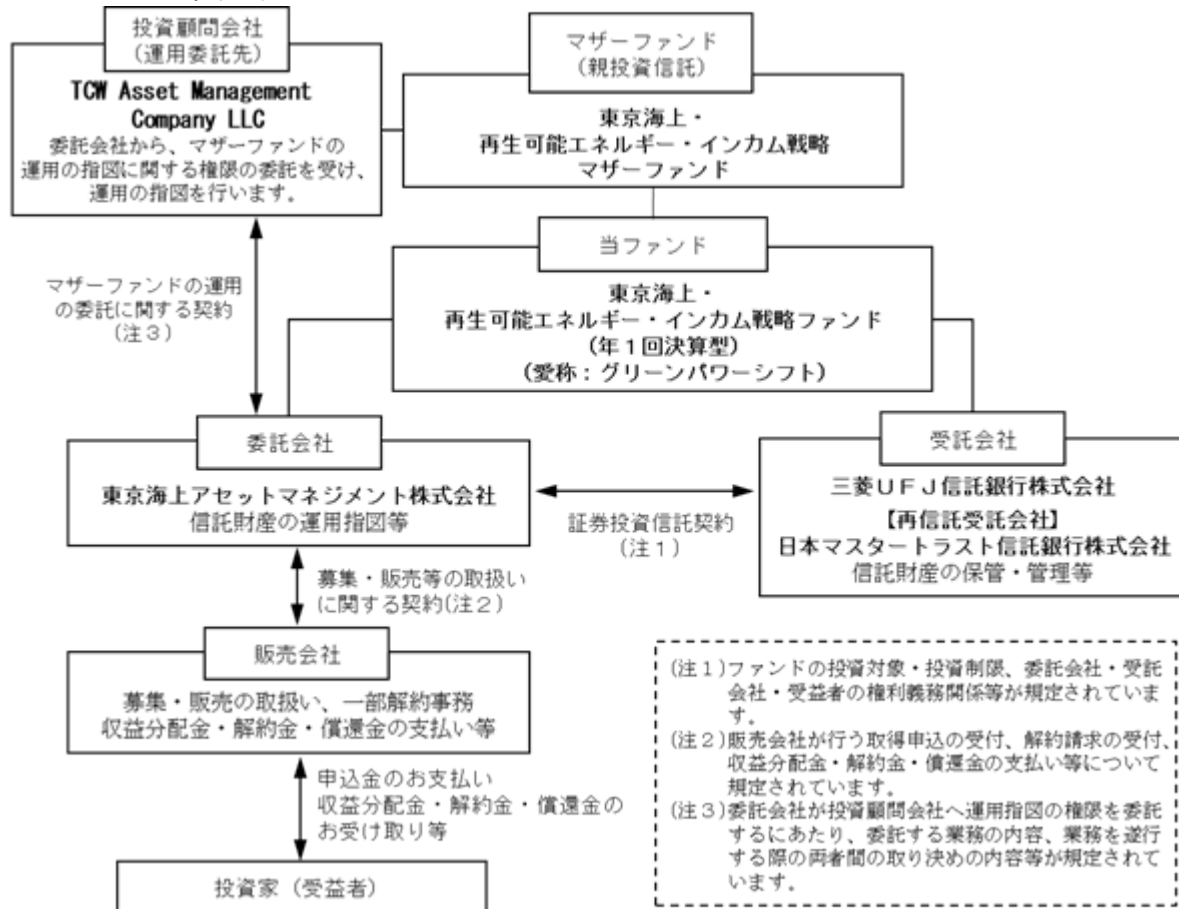 投資顧問会社
(運用委託先)
TCW Asset Management
Company LLC
委託会社から、マザーファンドの
運用の指図に関する権限の委託を受け、
運用の指図を行います。
マザーファンド
(親投資信託)
東京海上・
再生可能エネルギー・インカム戦略
マザーファンド
当ファンド
東京海上・
再生可能エネルギー・インカム戦略ファンド
(年1回決算型)
(愛称：グリーンパワーシフト)
マザーファンドの運用
の委託に関する契約
(注3)
委託会社
東京海上アセットマネジメント株式会社
信託財産の運用指図等
証券投資信託契約
(注1)
受託会社
三菱UFJ信託銀行株式会社
【再信託受託会社】
日本マスタートラスト信託銀行株式会社
信託財産の保管・管理等
募集・販売等の取扱い
に関する契約(注2)
販売会社
募集・販売の取扱い、一部解約事務
収益分配金・解約金・償還金の支払い等
申込金のお支払い
収益分配金・解約金・償還金の
お受け取り等
投資家（受益者）
(注1)ファンドの投資対象・投資制限、委託会社・受託
会社・受益者の権利義務関係等が規定されていま
す。
(注2)販売会社が行う取得申込の受付、解約請求の受付、
収益分配金・解約金・償還金の支払い等について
規定されています。
(注3)委託会社が投資顧問会社へ運用指図の権限を委託
するにあたり、委託する業務の内容、業務を遂行
する際の両者間の取り決めの内容等が規定されて
います。